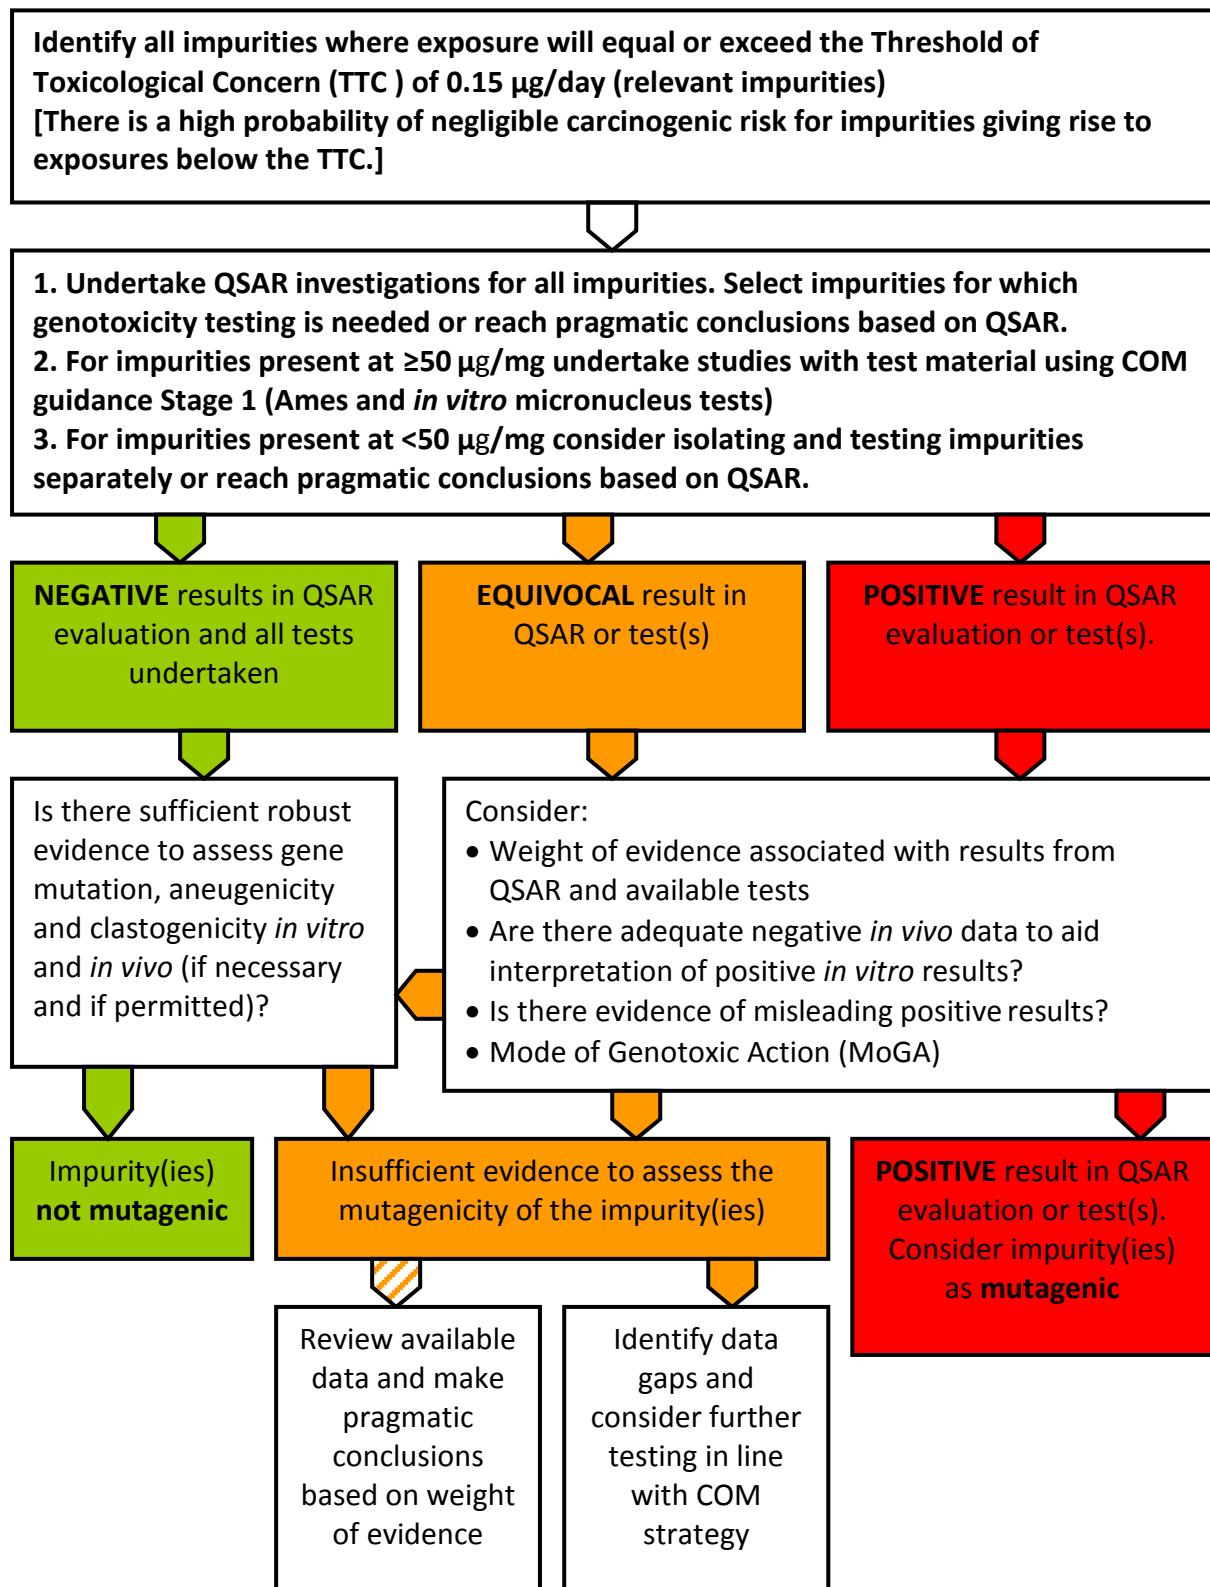 Identify all impurities where exposure will equal or exceed the Threshold of
Toxicological Concern (TTC ) of 0.15 µg/day (relevant impurities)
[There is a high probability of negligible carcinogenic risk for impurities giving rise to
exposures below the TTC.]
1. Undertake QSAR investigations for all impurities. Select impurities for which
genotoxicity testing is needed or reach pragmatic conclusions based on QSAR.
2. For impurities present at ≥50 µg/mg undertake studies with test material using COM
guidance Stage 1 (Ames and in vitro micronucleus tests)
3. For impurities present at <50 µg/mg consider isolating and testing impurities
separately or reach pragmatic conclusions based on QSAR.
NEGATIVE results in QSAR
evaluation and all tests
undertaken
EQUIVOCAL result in
QSAR or test(s)
POSITIVE result in QSAR
evaluation or test(s).
Is there sufficient robust
evidence to assess gene
mutation, aneugenicity
and clastogenicity in vitro
and in vivo (if necessary
and if permitted)?
Consider:
• Weight of evidence associated with results from
QSAR and available tests
• Are there adequate negative in vivo data to aid
interpretation of positive in vitro results?
• Is there evidence of misleading positive results?
• Mode of Genotoxic Action (MoGA)
Impurity(ies)
not mutagenic
Insufficient evidence to assess the
mutagenicity of the impurity(ies)
POSITIVE result in QSAR
evaluation or test(s).
Consider impurity(ies)
as mutagenic
Review available
data and make
pragmatic
conclusions
based on weight
of evidence
Identify data
gaps and
consider further
testing in line
with COM
strategy